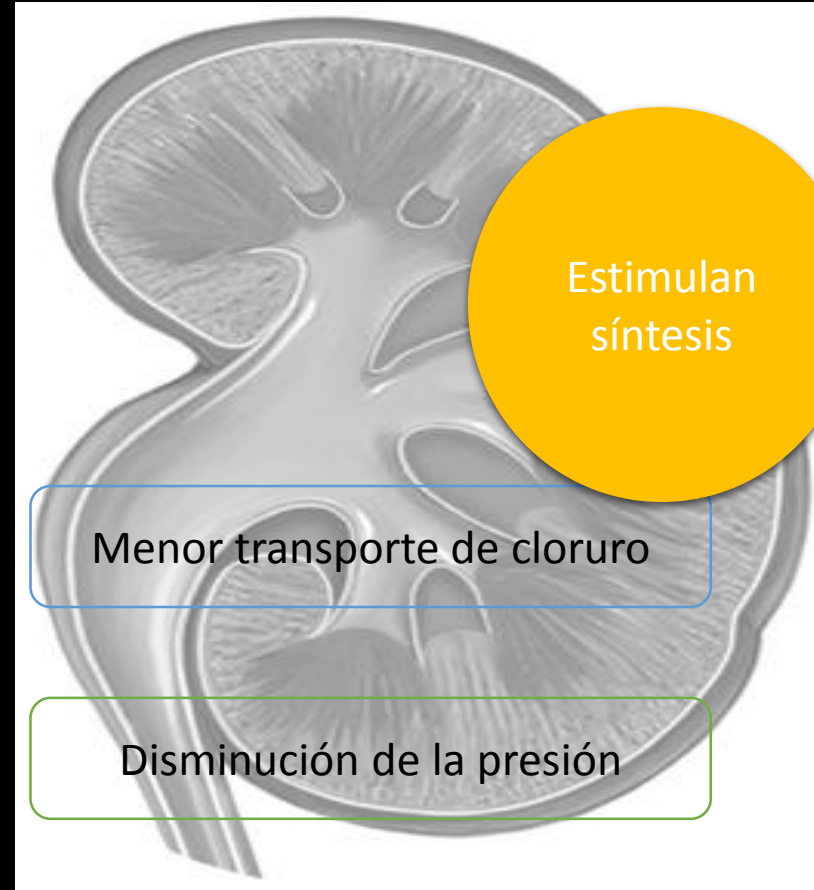 Estimulan
síntesis
Menor transporte de cloruro
Disminución de la presión